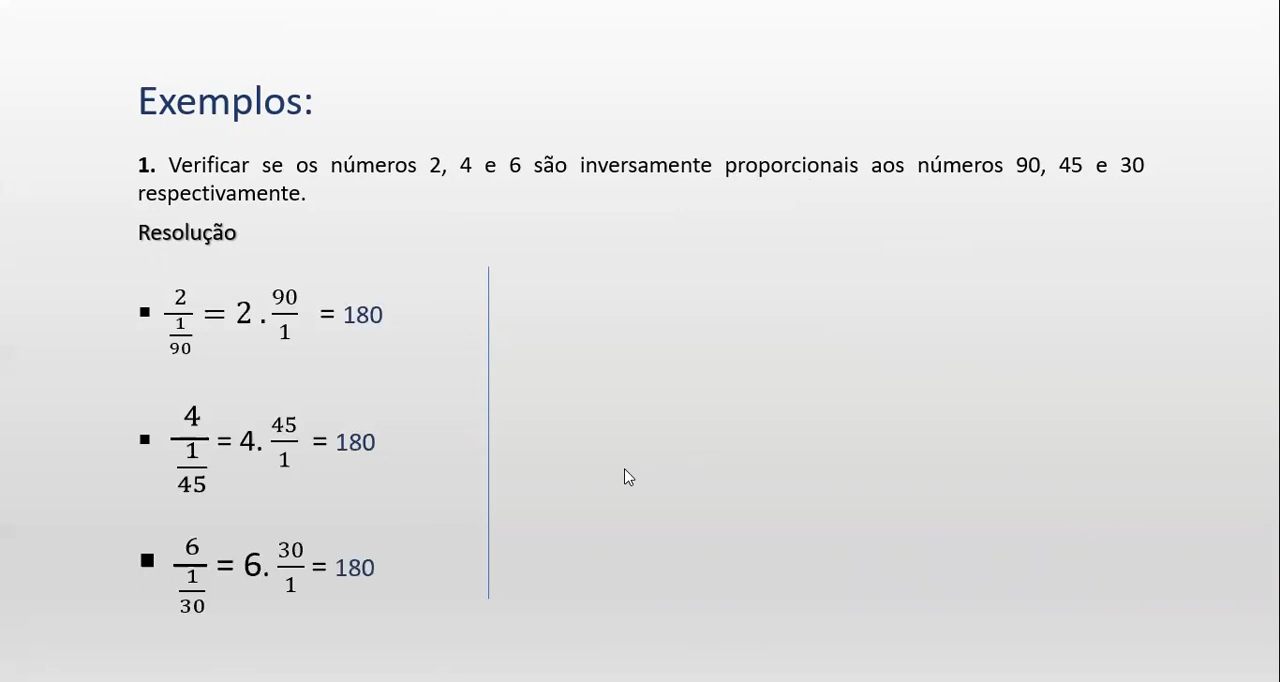 Exemplos:
1. Verificar se os números 2, 4 e 6 são inversamente proporcionais aos números 90, 45 e 30
respectivamente.
Resolução
▪ 2/(1/90) = 2 . 90/1 = 180
▪ 4/(1/45) = 4. 45/1 = 180
▪ 6/(1/30) = 6. 30/1 = 180